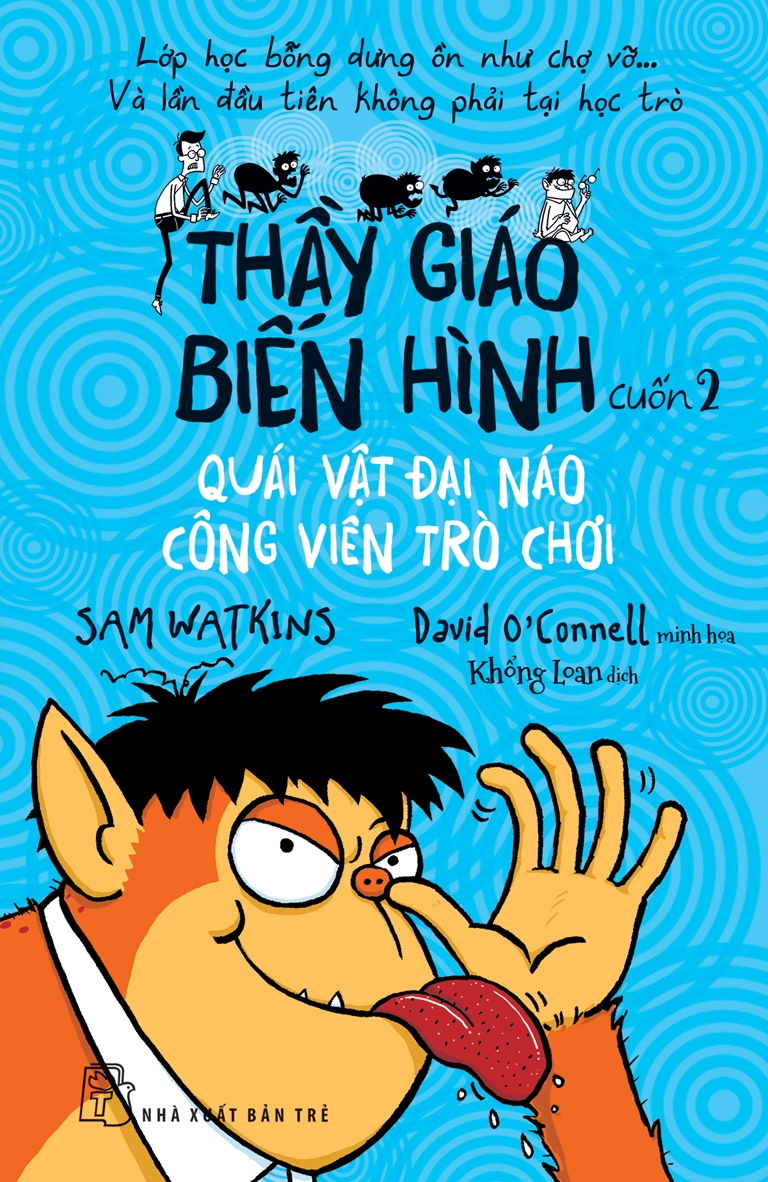 Lớp học bỗng dưng ồn như chợ vỡ...
Và lần đầu tiên không phải tại học trò
THẦY GIÁO
BIẾN HÌNH cuốn 2
QUÁI VẬT ĐẠI NÁO
CÔNG VIÊN TRÒ CHƠI
SAM WATKINS
David O'Connell minh họa
Khổng Loan dịch
T
NHÀ XUẤT BẢN TRẺ